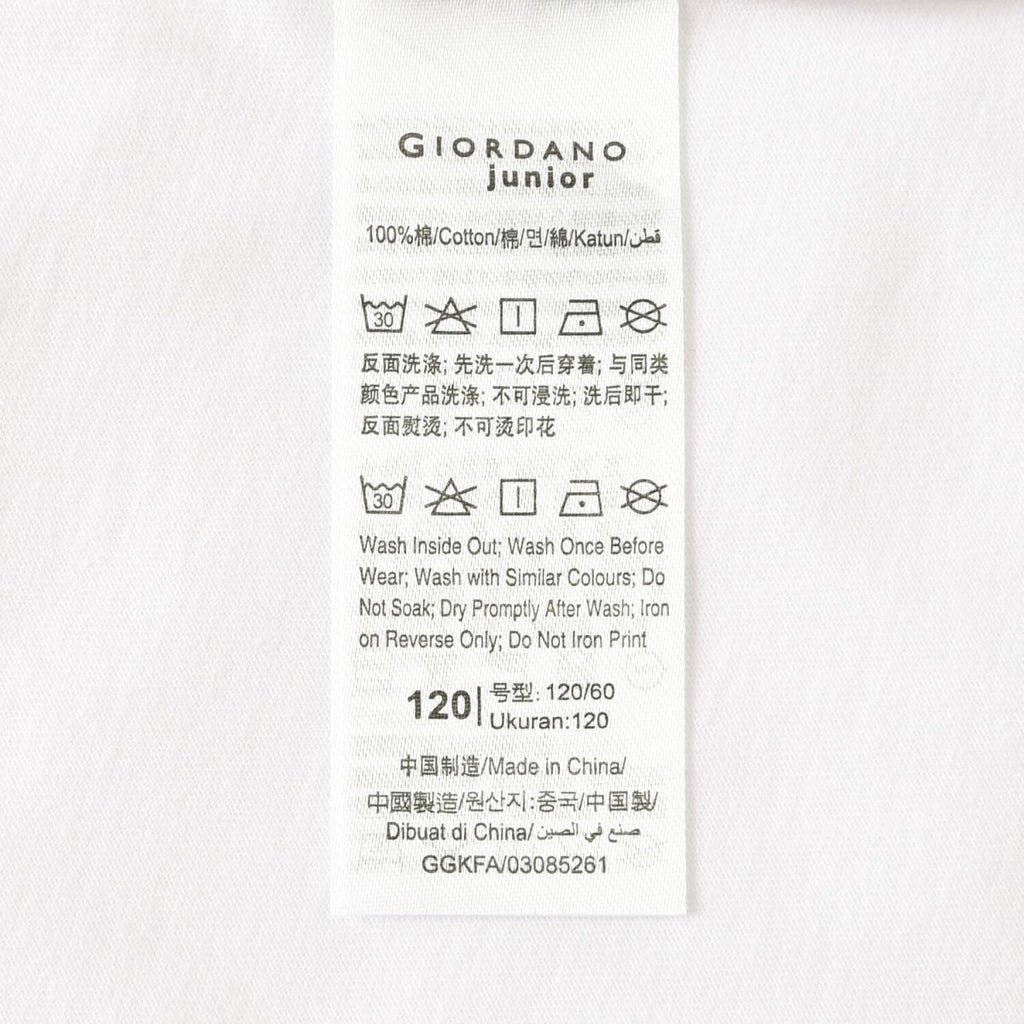 GIORDANO
junior
100%棉/Cotton/棉/면/綿/Katun/قطن
30
反面洗涤; 先洗一次后穿着; 与同类
颜色产品洗涤; 不可浸洗; 洗后即干;
反面熨烫; 不可烫印花
30
Wash Inside Out; Wash Once Before
Wear; Wash with Similar Colours; Do
Not Soak; Dry Promptly After Wash; Iron
on Reverse Only; Do Not Iron Print
120
号型: 120/60
Ukuran:120
中国制造/Made in China/
中國製造/원산지:중국/中国製/
Dibuat di China/صنع في الصين
GGKFA/03085261